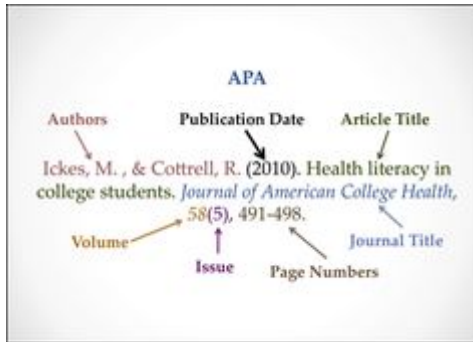 APA
Authors
Publication Date
Article Title
Ickes, M. , & Cottrell, R. (2010). Health literacy in
college students. Journal of American College Health,
58(5), 491-498.
Volume
Issue
Page Numbers
Journal Title